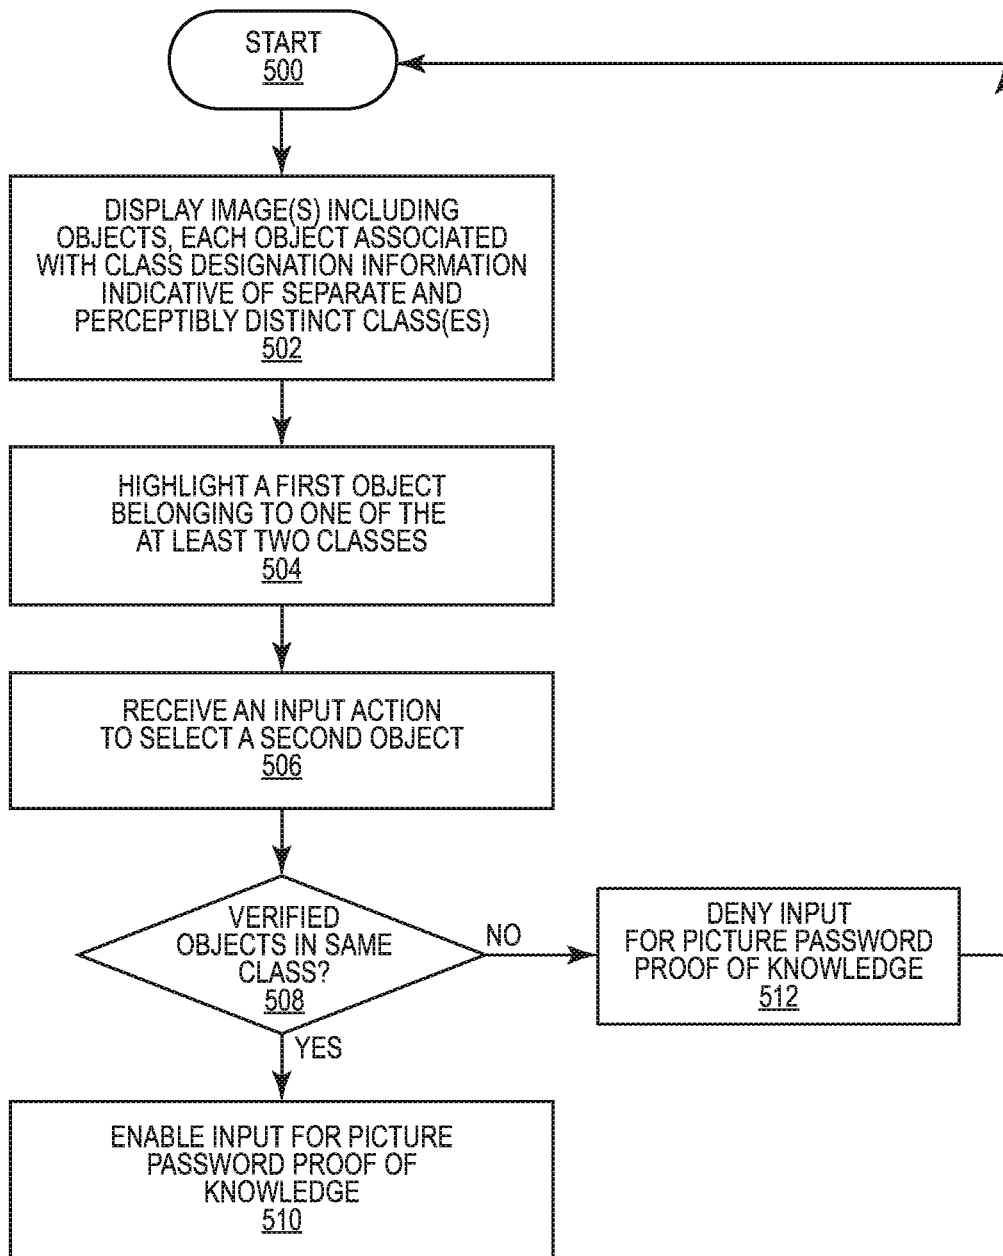 START
500
DISPLAY IMAGE(S) INCLUDING
OBJECTS, EACH OBJECT ASSOCIATED
WITH CLASS DESIGNATION INFORMATION
INDICATIVE OF SEPARATE AND
PERCEPTIBLY DISTINCT CLASS(ES)
502
HIGHLIGHT A FIRST OBJECT
BELONGING TO ONE OF THE
AT LEAST TWO CLASSES
504
RECEIVE AN INPUT ACTION
TO SELECT A SECOND OBJECT
506
VERIFIED
OBJECTS IN SAME
CLASS?
508
NO
DENY INPUT
FOR PICTURE PASSWORD
PROOF OF KNOWLEDGE
512
YES
ENABLE INPUT FOR PICTURE
PASSWORD PROOF OF
KNOWLEDGE
510